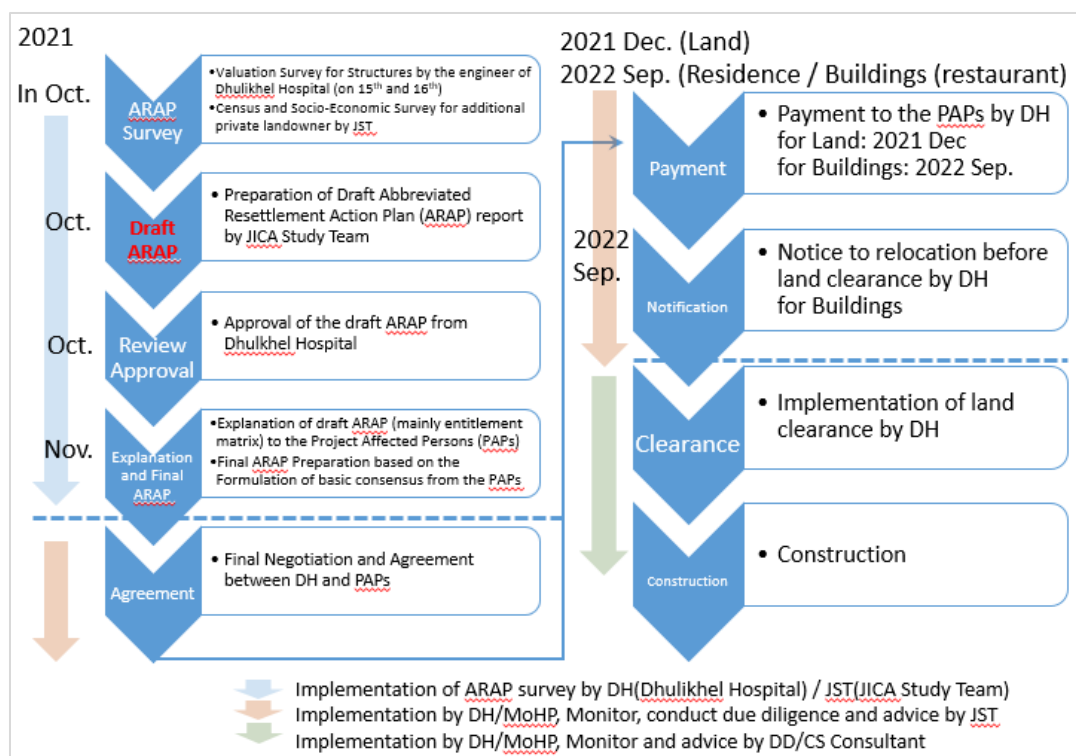 2021
In Oct.
ARAP
Survey
•Valuation Survey for Structures by the engineer of
Dhulikhel Hospital (on 15th and 16th)
•Census and Socio-Economic Survey for additional
private landowner by JST
Oct.
Draft
ARAP
• Preparation of Draft Abbreviated
Resettlement Action Plan (ARAP) report
by JICA Study Team
Oct.
Review
Approval
• Approval of the draft ARAP from
Dhulkhel Hospital
Nov.
Explanation
and Final
ARAP
•Explanation of draft ARAP (mainly entitlement
matrix) to the Project Affected Persons (PAPs)
•Final ARAP Preparation based on the
Formulation of basic consensus from the PAPs
Agreement
• Final Negotiation and Agreement
between DH and PAPs
2021 Dec. (Land)
2022 Sep. (Residence / Buildings (restaurant)
Payment
• Payment to the PAPs by DH
for Land: 2021 Dec
for Buildings: 2022 Sep.
2022
Sep.
Notification
• Notice to relocation before
land clearance by DH
for Buildings
Clearance
• Implementation of land
clearance by DH
Construction
• Construction
Implementation of ARAP survey by DH(Dhulikhel Hospital) / JST(JICA Study Team)
Implementation by DH/MoHP, Monitor, conduct due diligence and advice by JST
Implementation by DH/MoHP, Monitor and advice by DD/CS Consultant